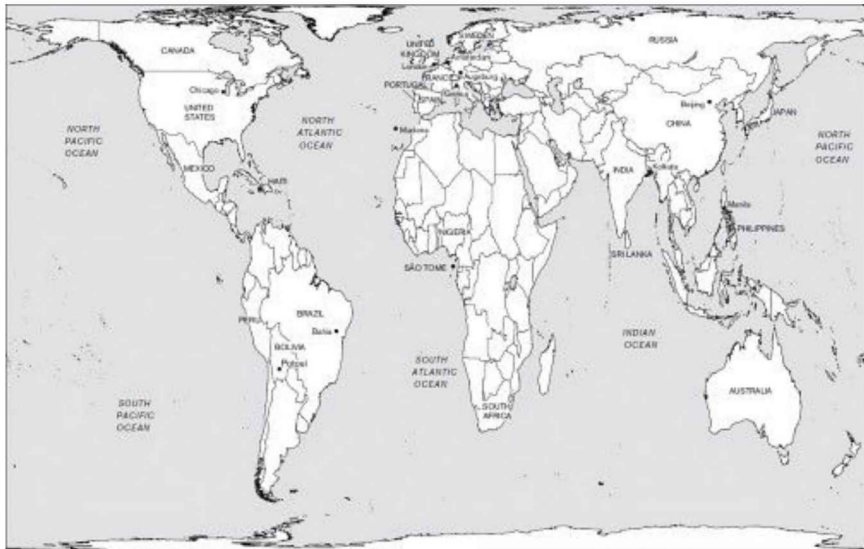 SWEDEN
UNITED
KINGDOM
London
Amsterdam
Augsburg
FRANCE
Genoa
PORTUGAL
SPAIN
RUSSIA
CANADA
Chicago
UNITED
STATES
NORTH
PACIFIC
OCEAN
NORTH
ATLANTIC
OCEAN
Madeira
Beijing
CHINA
JAPAN
NORTH
PACIFIC
OCEAN
MEXICO
HAITI
INDIA
Kolkata
Manila
PHILIPPINES
NIGERIA
SRI LANKA
SÃO TOME
PERU
BRAZIL
Bahia
BOLIVIA
Potosí
INDIAN
OCEAN
SOUTH
ATLANTIC
OCEAN
SOUTH
PACIFIC
OCEAN
SOUTH
AFRICA
AUSTRALIA